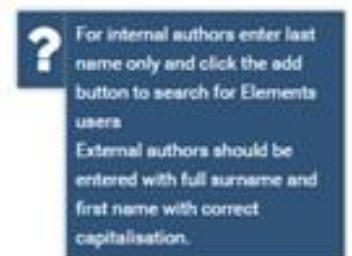 ?
For internal authors enter last
name only and click the add
button to search for Elements
users
External authors should be
entered with full surname and
first name with correct
capitalisation.